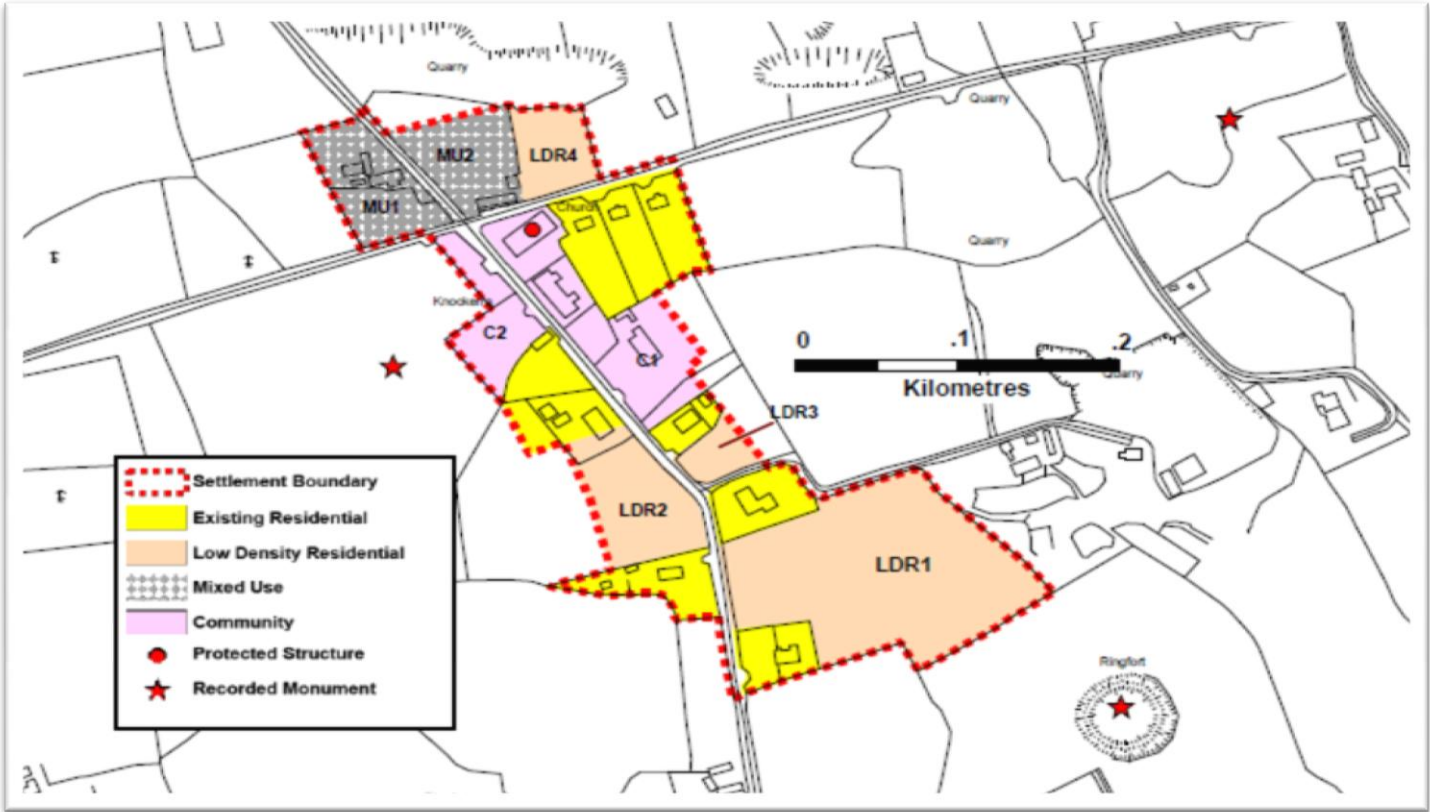 Quarry
Quarry
MU2
LDR4
MU1
Church
Quarry
C2
C1
0 .1 .2
Kilometres
Quarry
LDR3
LDR2
LDR1
Ringfort
Settlement Boundary
Existing Residential
Low Density Residential
Mixed Use
Community
Protected Structure
Recorded Monument